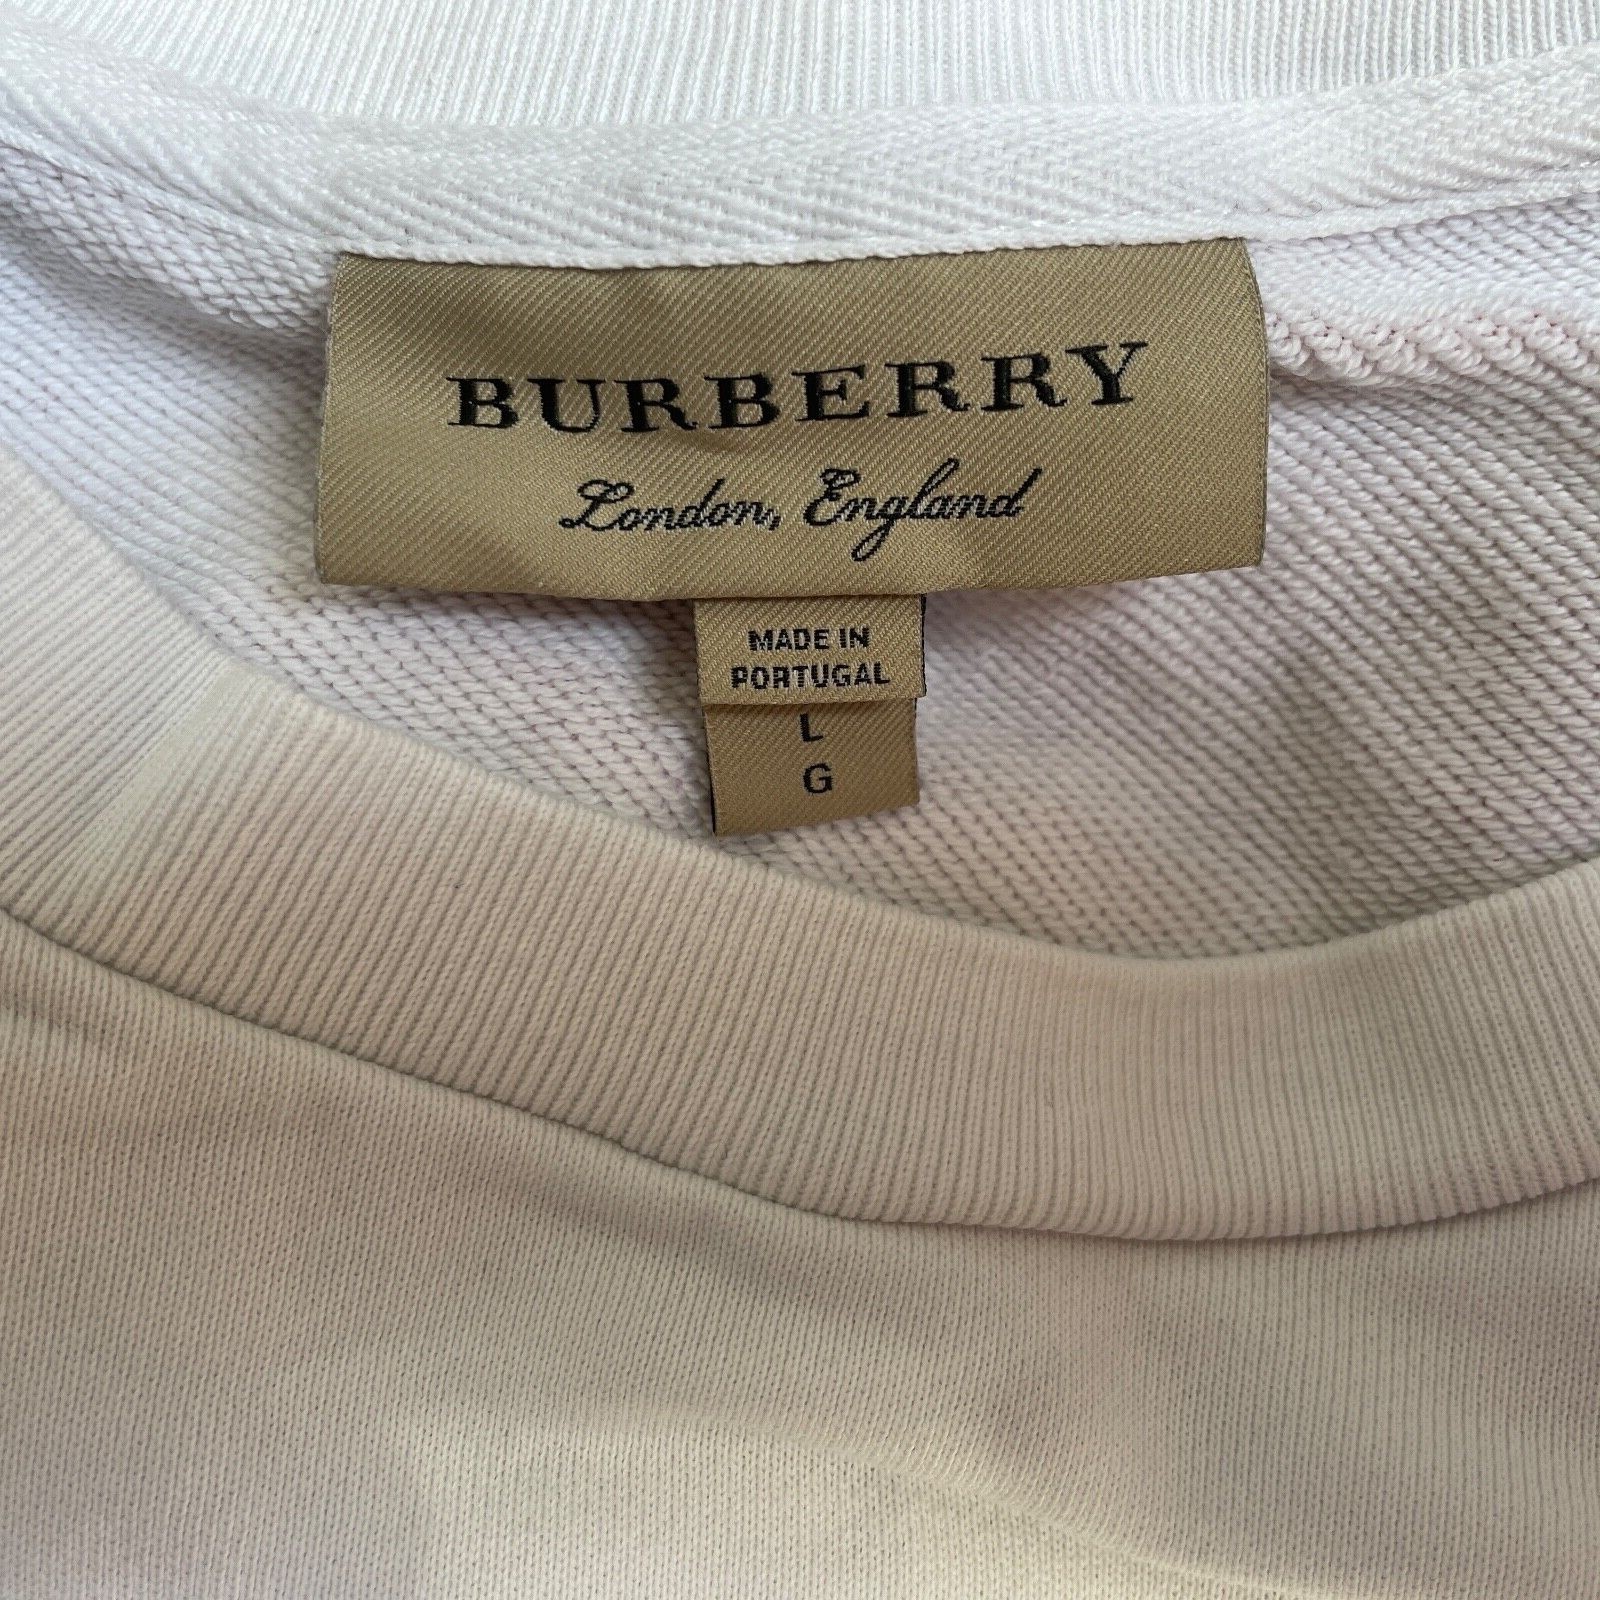 BURBERRY
London, England
MADE IN
PORTUGAL
L
G